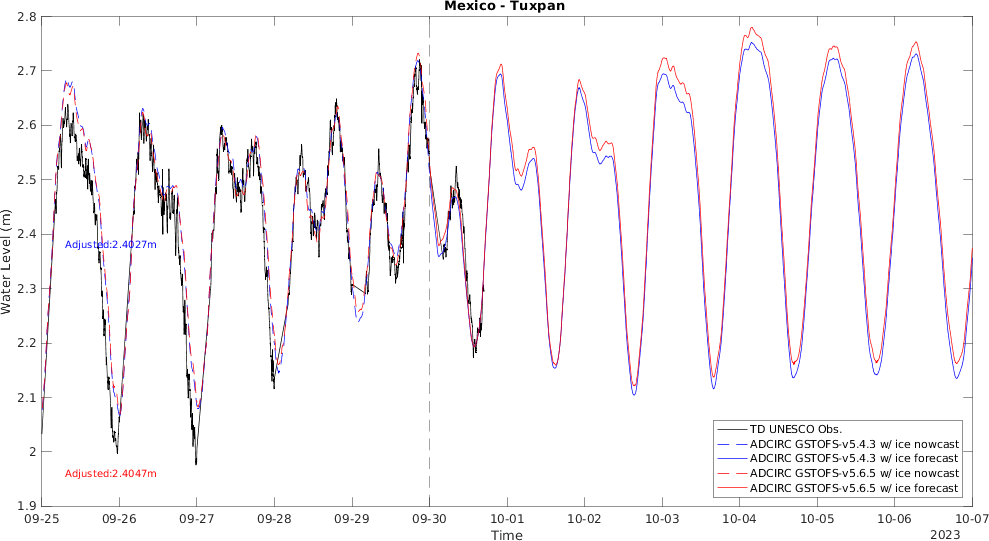 Mexico - Tuxpan
Water Level (m)
2.8
2.7
2.6
2.5
2.4
2.3
2.2
2.1
2
1.9
Adjusted:2.4027m
Adjusted:2.4047m
TD UNESCO Obs.
ADCIRC GSTOFS-v5.4.3 w/ ice nowcast
ADCIRC GSTOFS-v5.4.3 w/ ice forecast
ADCIRC GSTOFS-v5.6.5 w/ ice nowcast
ADCIRC GSTOFS-v5.6.5 w/ ice forecast
09-25 09-26 09-27 09-28 09-29 09-30 10-01 10-02 10-03 10-04 10-05 10-06 10-07
Time
2023